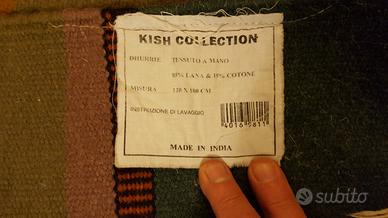 KISH COLLECTION
DHURRIE TESSUTO A MANO
85% LANA & 15% COTONE
MISURA 120 X 180 CM
INSTRUZIONE DI LAVAGGIO
MADE IN INDIA
subito